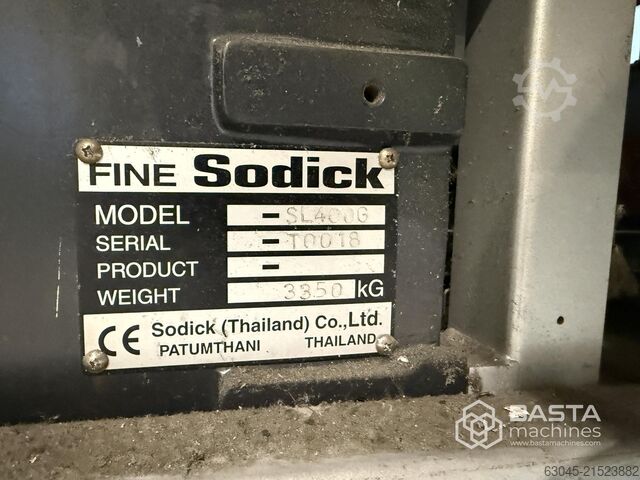 FINE Sodick
MODEL - SL400G
SERIAL - T0018
PRODUCT -
WEIGHT 3350 kG
CE Sodick (Thailand) Co.,Ltd.
PATUMTHANI THAILAND
BASTA
machines
www.bastamachines.com
63045-21523882